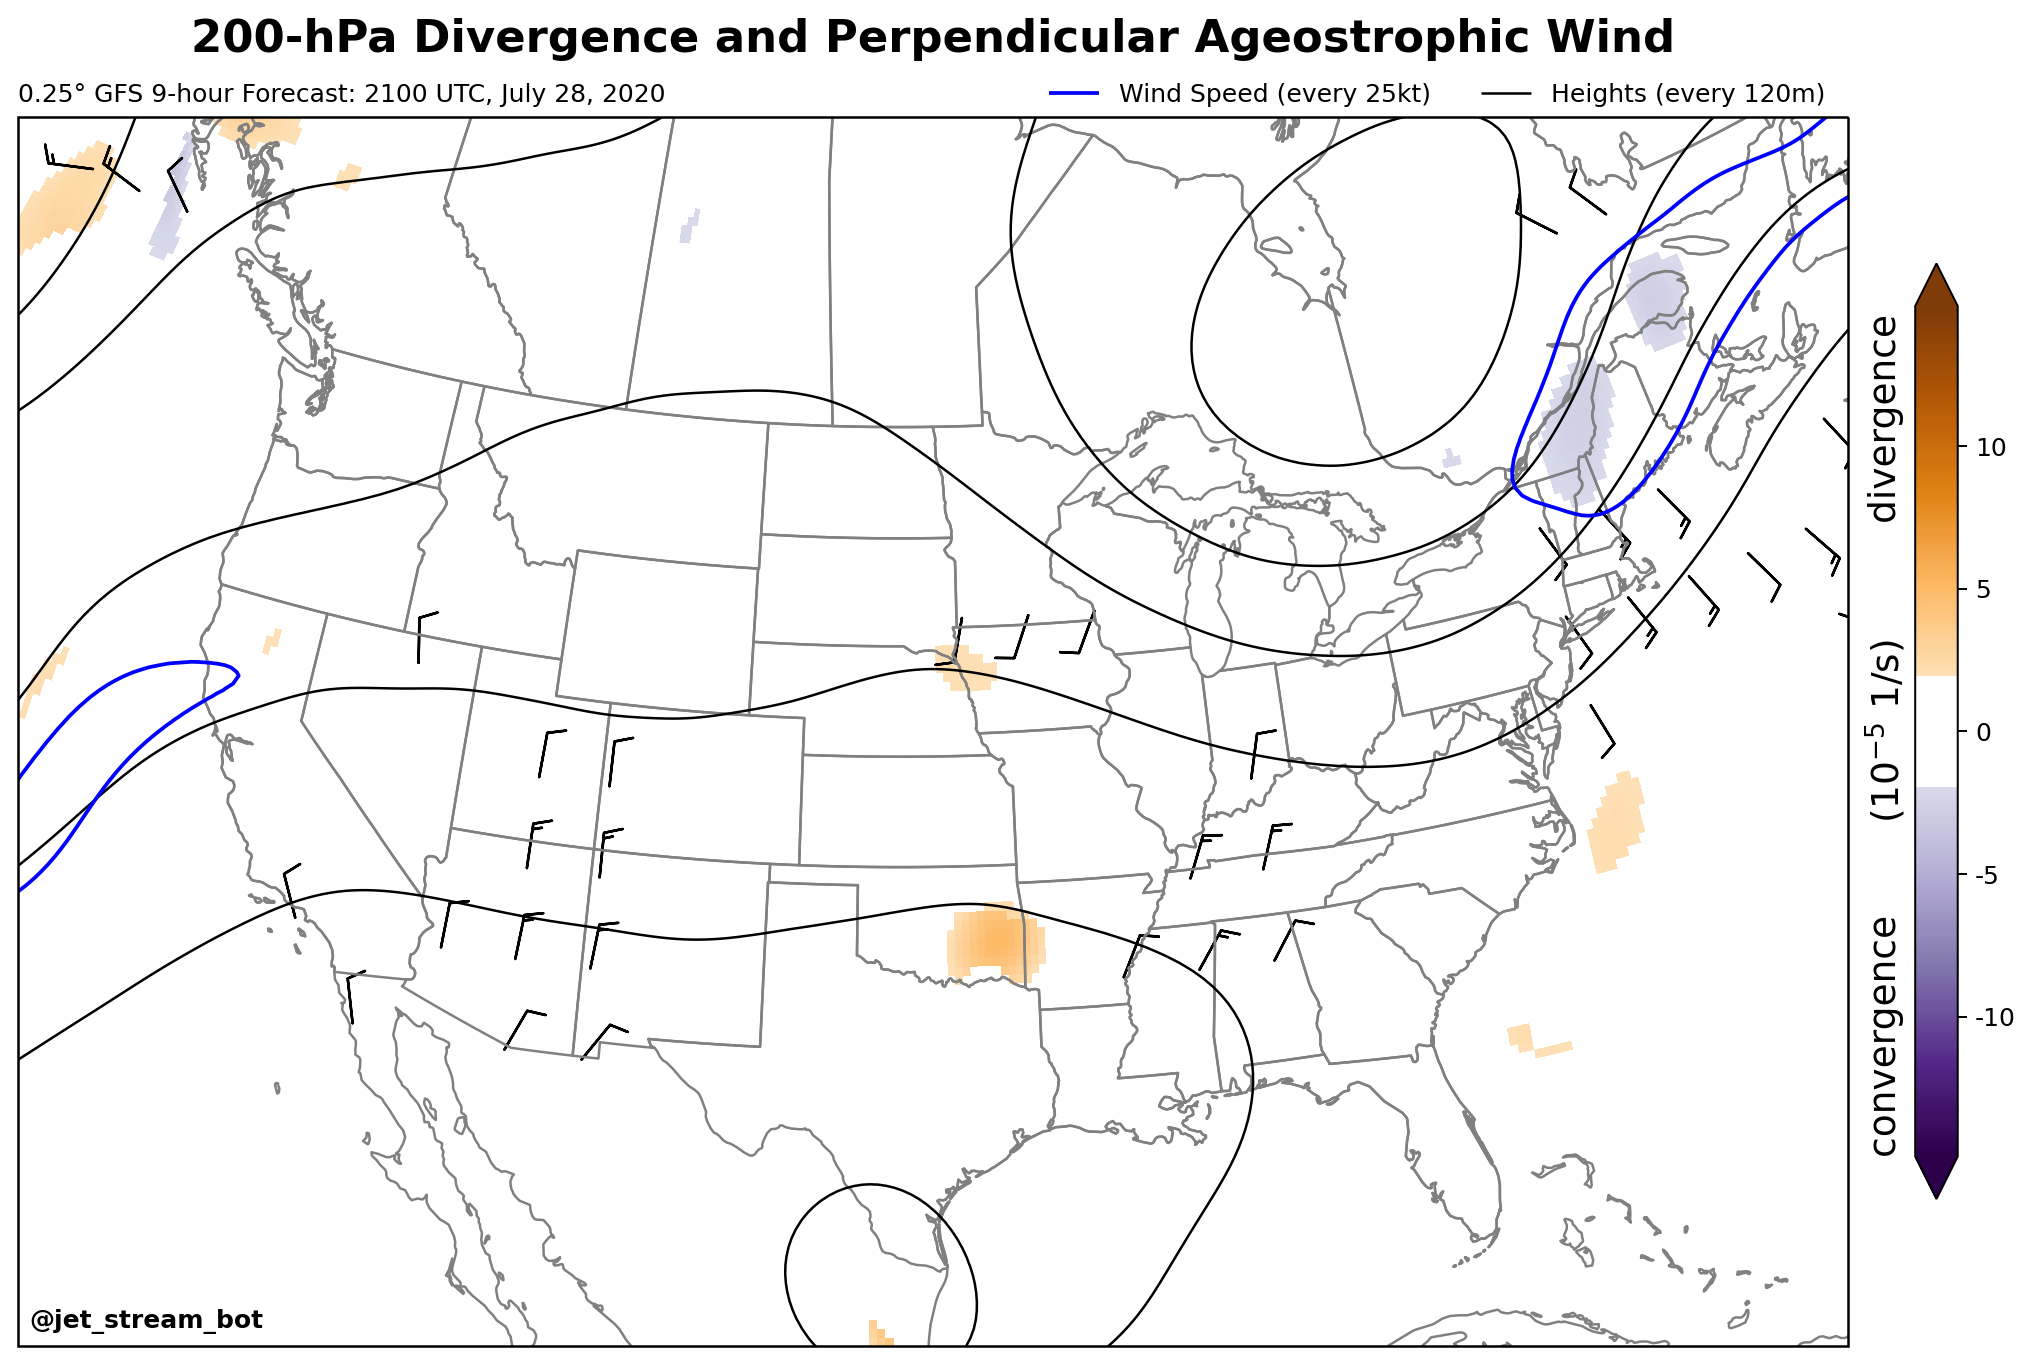 200-hPa Divergence and Perpendicular Ageostrophic Wind
0.25° GFS 9-hour Forecast: 2100 UTC, July 28, 2020
Wind Speed (every 25kt)
Heights (every 120m)
convergence (10⁻⁵ 1/s) divergence
10
5
0
-5
-10
@jet_stream_bot